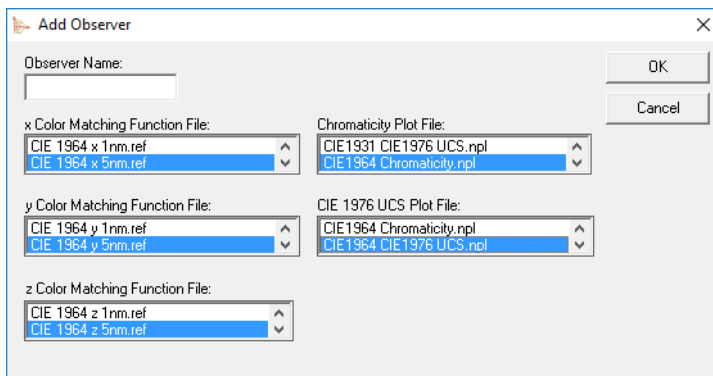 Add Observer
Observer Name:
OK
Cancel
x Color Matching Function File:
CIE 1964 x 1nm.ref
CIE 1964 x 5nm.ref
Chromaticity Plot File:
CIE1931 CIE1976 UCS.npl
CIE1964 Chromaticity.npl
y Color Matching Function File:
CIE 1964 y 1nm.ref
CIE 1964 y 5nm.ref
CIE 1976 UCS Plot File:
CIE1964 Chromaticity.npl
CIE1964 CIE1976 UCS.npl
z Color Matching Function File:
CIE 1964 z 1nm.ref
CIE 1964 z 5nm.ref